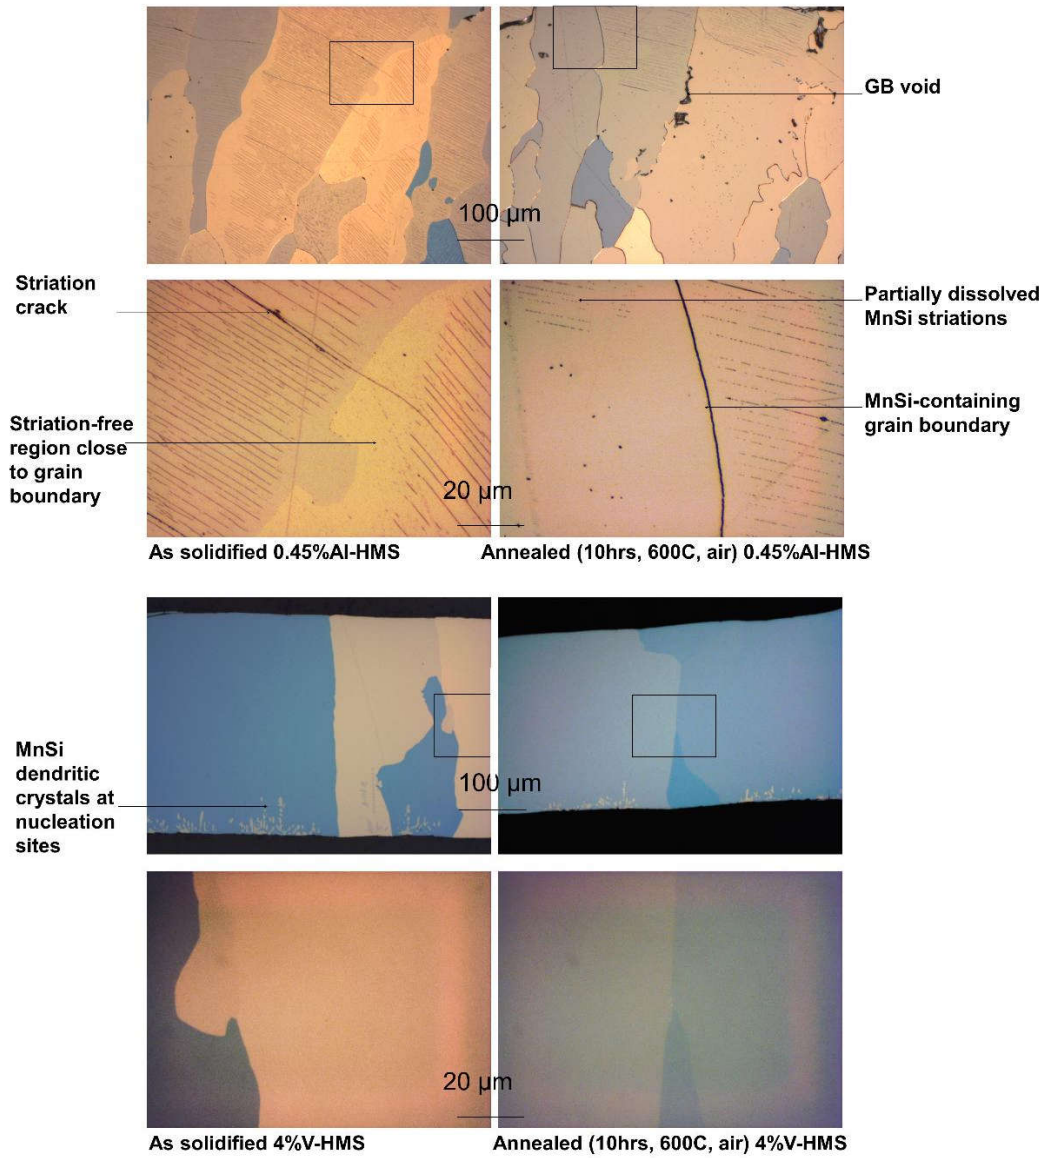 GB void
100 µm
Striation
crack
Partially dissolved
MnSi striations
Striation-free
region close
to grain
boundary
MnSi-containing
grain boundary
20 µm
As solidified 0.45%Al-HMS
Annealed (10hrs, 600C, air) 0.45%Al-HMS
MnSi
dendritic
crystals at
nucleation
sites
100 µm
20 µm
As solidified 4%V-HMS
Annealed (10hrs, 600C, air) 4%V-HMS